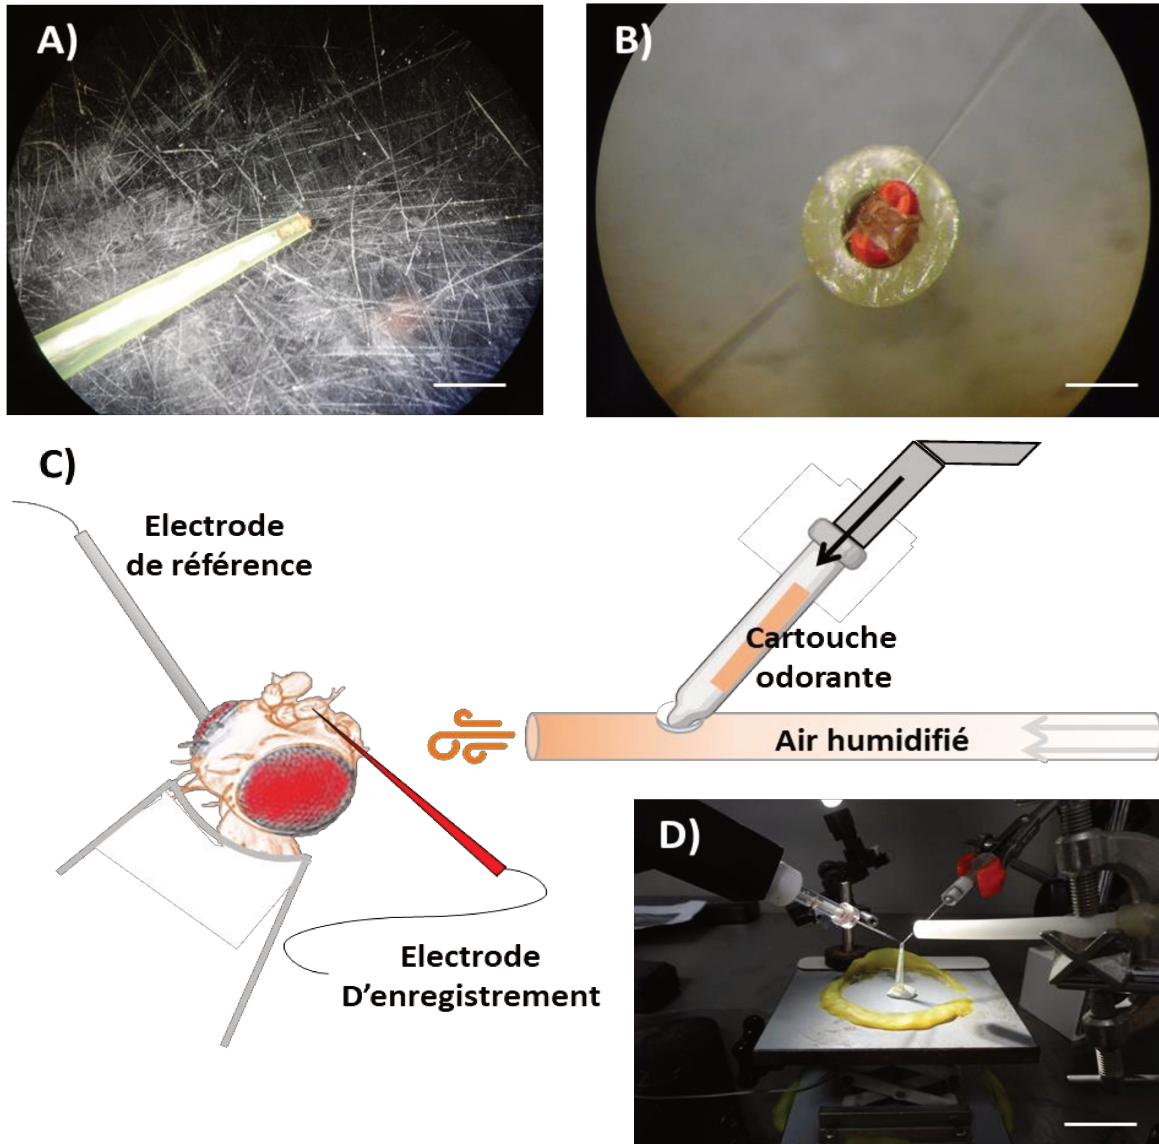 A)
B)
C)
Electrode
de référence
Cartouche
odorante
Air humidifié
D)
Electrode
D'enregistrement